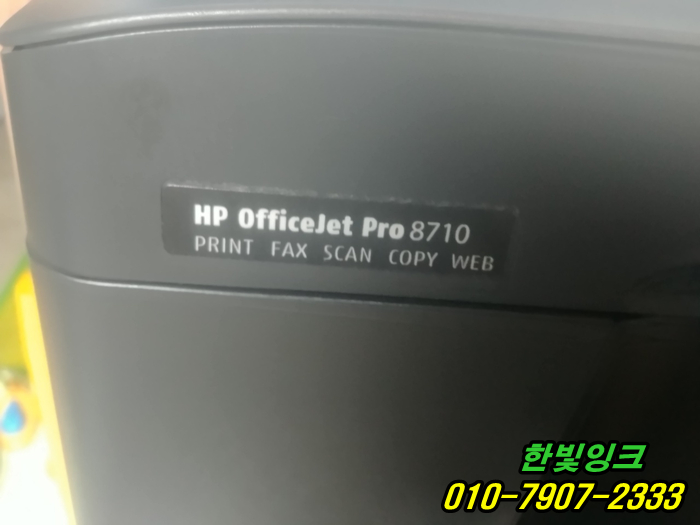 HP OfficeJet Pro 8710
PRINT FAX SCAN COPY WEB
한빛잉크
010-7907-2333